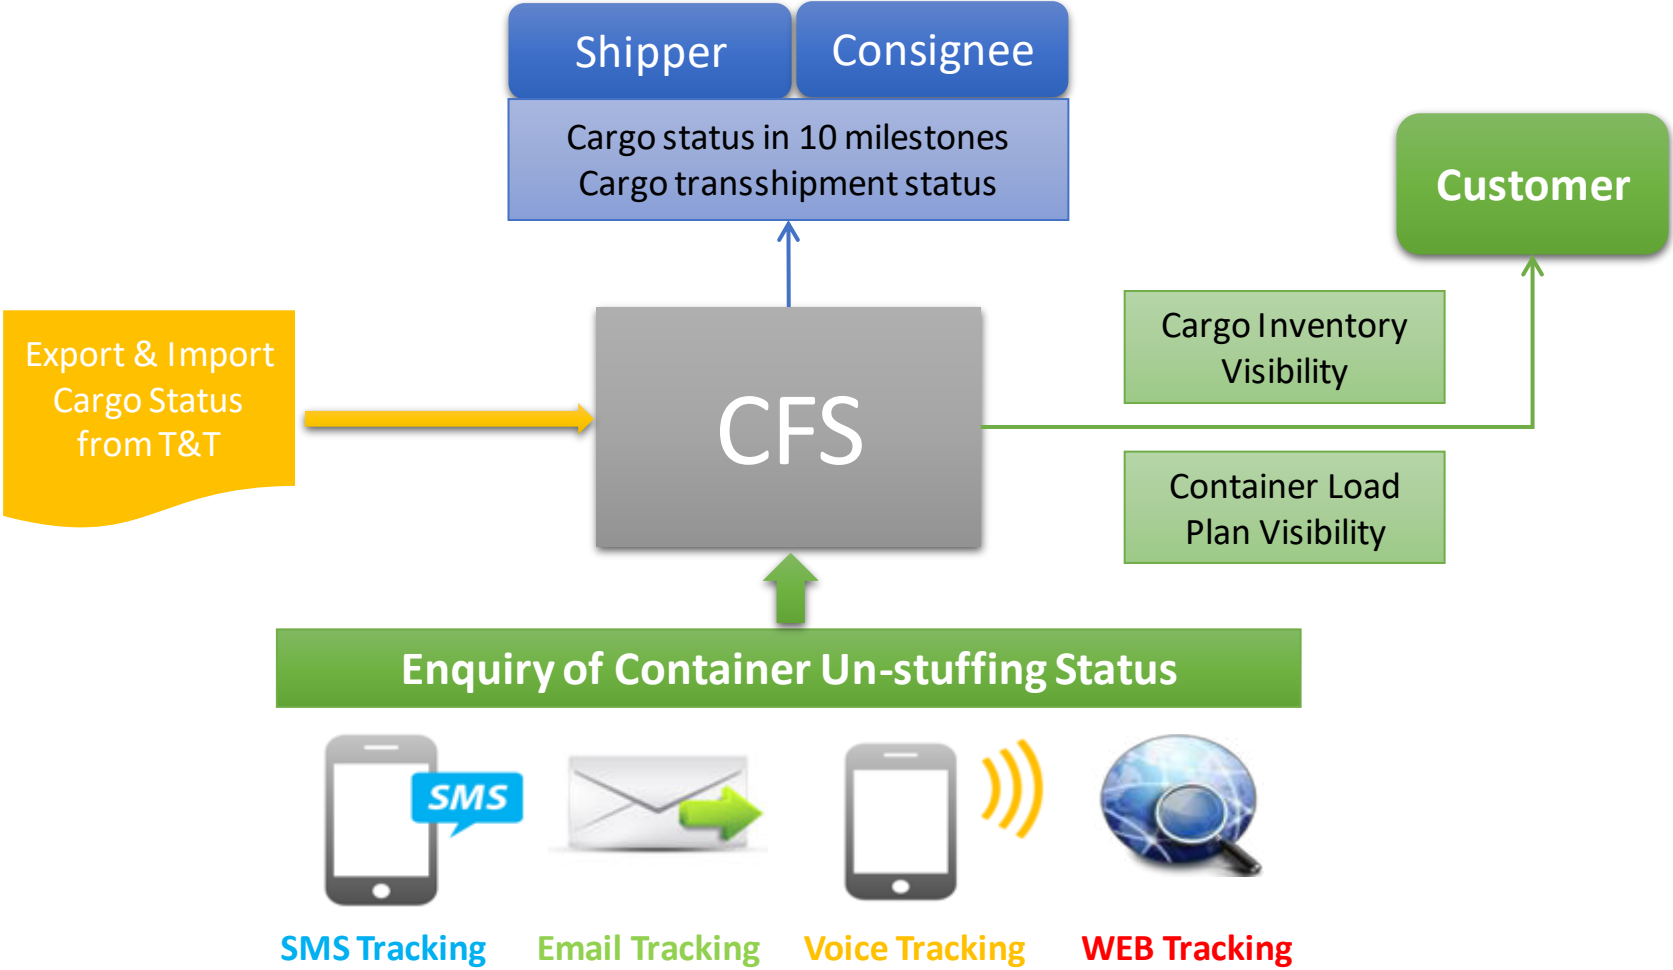 Shipper
Consignee
Cargo status in 10 milestones
Cargo transshipment status
Customer
Export & Import
Cargo Status
from T&T
CFS
Cargo Inventory
Visibility
Container Load
Plan Visibility
Enquiry of Container Un-stuffing Status
SMS
SMS Tracking
Email Tracking
Voice Tracking
WEB Tracking